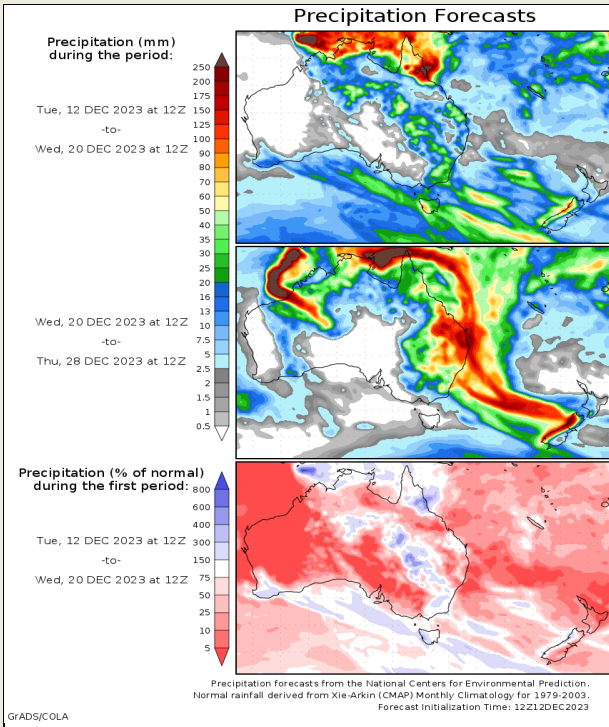 Precipitation Forecasts
Precipitation (mm)
during the period:
Tue, 12 DEC 2023 at 12Z
-to-
Wed, 20 DEC 2023 at 12Z
250
200
175
150
125
100
90
80
70
60
50
40
35
30
25
20
16
13
10
7.5
5
2.5
2
1.5
1
0.5
Wed, 20 DEC 2023 at 12Z
-to-
Thu, 28 DEC 2023 at 12Z
Precipitation (% of normal)
during the first period:
Tue, 12 DEC 2023 at 12Z
-to-
Wed, 20 DEC 2023 at 12Z
800
600
400
300
150
75
50
25
10
5
Precipitation forecasts from the National Centers for Environmental Prediction.
Normal rainfall derived from Xie-Arkin (CMAP) Monthly Climatology for 1979-2003.
Forecast Initialization Time: 12Z12DEC2023
GrADS/COLA